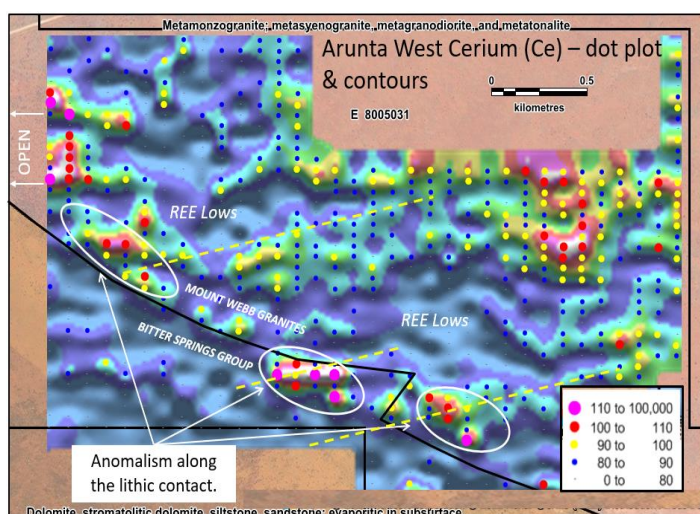 Metamonzogranite; metasyenogranite, metagranodiorite, and metatonalite
Arunta West Cerium (Ce) – dot plot
& contours
0 0.5
kilometres
E 8005031
OPEN
REE Lows
MOUNT WEBB GRANITES
BITTER SPRINGS GROUP
REE Lows
Anomalism along
the lithic contact.
110 to 100,000
100 to 110
90 to 100
80 to 90
0 to 80
Dolomite, stromatolitic dolomite, siltstone, sandstone; evaporitic in subsurface